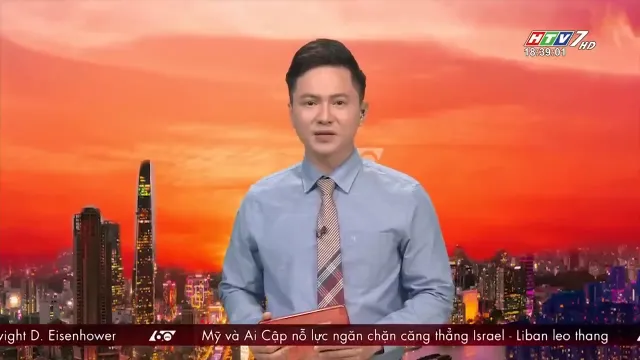 HTV7 HD
18:39:01
wight D. Eisenhower 60 Mỹ và Ai Cập nỗ lực ngăn chặn căng thẳng Israel - Liban leo thang